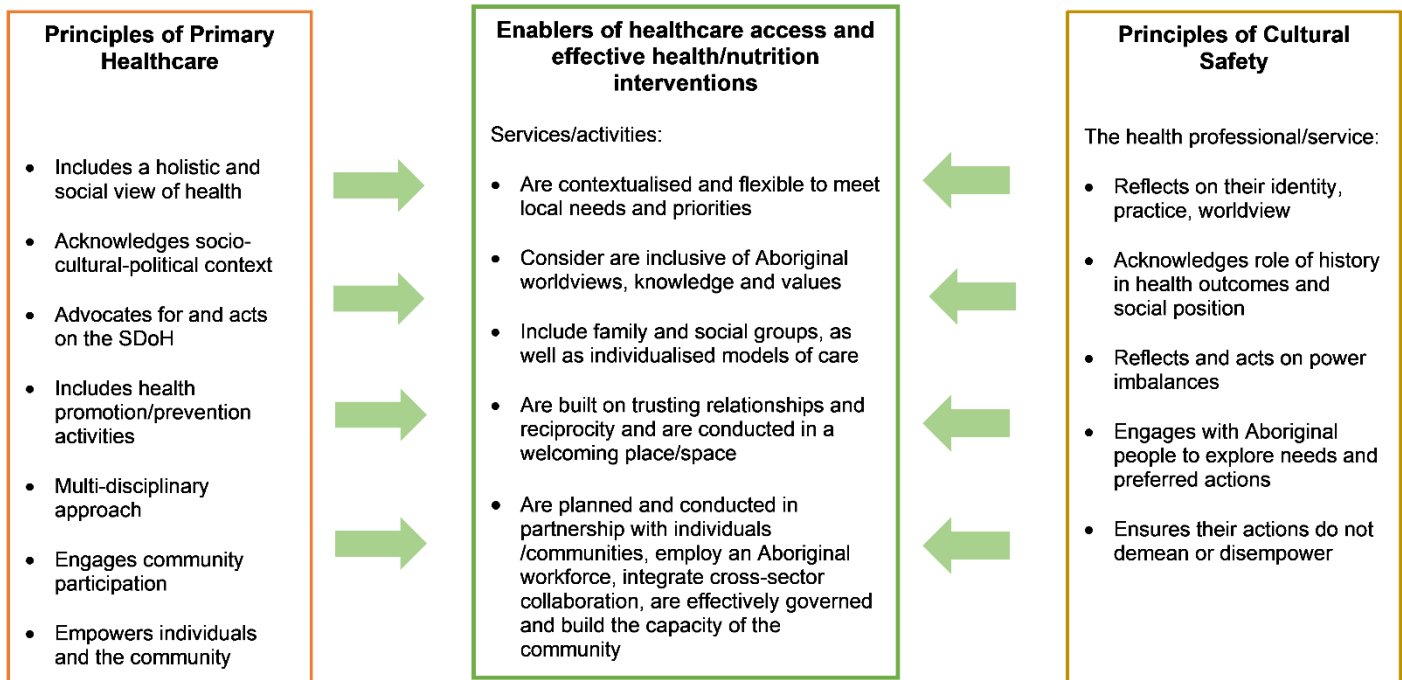 Principles of Primary
Healthcare
• Includes a holistic and
social view of health
• Acknowledges socio-
cultural-political context
• Advocates for and acts
on the SDoH
• Includes health
promotion/prevention
activities
• Multi-disciplinary
approach
• Engages community
participation
• Empowers individuals
and the community
Enablers of healthcare access and
effective health/nutrition
interventions
Services/activities:
• Are contextualised and flexible to meet
local needs and priorities
• Consider are inclusive of Aboriginal
worldviews, knowledge and values
• Include family and social groups, as
well as individualised models of care
• Are built on trusting relationships and
reciprocity and are conducted in a
welcoming place/space
• Are planned and conducted in
partnership with individuals
/communities, employ an Aboriginal
workforce, integrate cross-sector
collaboration, are effectively governed
and build the capacity of the
community
Principles of Cultural
Safety
The health professional/service:
• Reflects on their identity,
practice, worldview
• Acknowledges role of history
in health outcomes and
social position
• Reflects and acts on power
imbalances
• Engages with Aboriginal
people to explore needs and
preferred actions
• Ensures their actions do not
demean or disempower